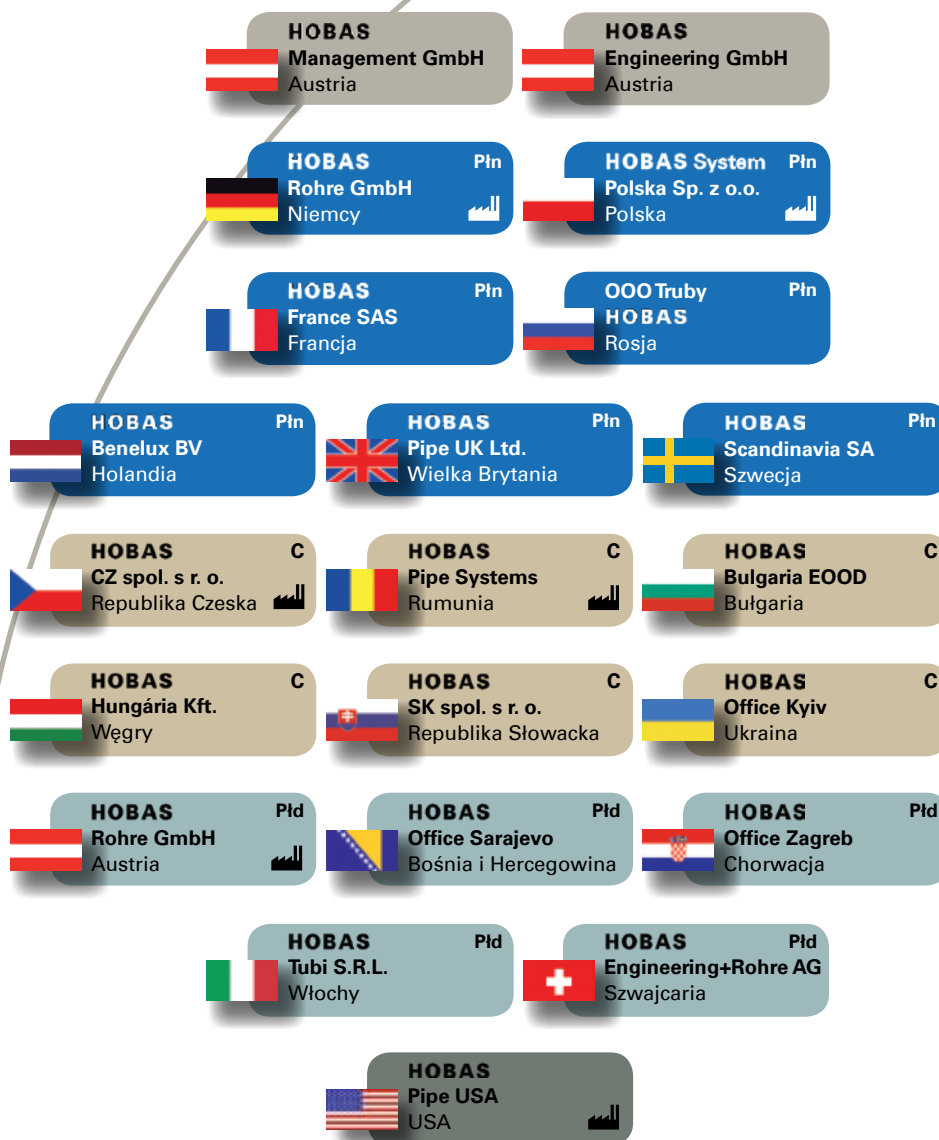 HOBAS
Management GmbH
Austria
HOBAS
Engineering GmbH
Austria
HOBAS Płn
Rohre GmbH
Niemcy
HOBAS System Płn
Polska Sp. z o.o.
Polska
HOBAS Płn
France SAS
Francja
OOO Truby Płn
HOBAS
Rosja
HOBAS Płn
Benelux BV
Holandia
HOBAS Płn
Pipe UK Ltd.
Wielka Brytania
HOBAS Płn
Scandinavia SA
Szwecja
HOBAS C
CZ spol. s r. o.
Republika Czeska
HOBAS C
Pipe Systems
Rumunia
HOBAS C
Bulgaria EOOD
Bułgaria
HOBAS C
Hungária Kft.
Węgry
HOBAS C
SK spol. s r. o.
Republika Słowacka
HOBAS C
Office Kyiv
Ukraina
HOBAS Płd
Rohre GmbH
Austria
HOBAS Płd
Office Sarajevo
Bośnia i Hercegowina
HOBAS Płd
Office Zagreb
Chorwacja
HOBAS Płd
Tubi S.R.L.
Włochy
HOBAS Płd
Engineering+Rohre AG
Szwajcaria
HOBAS
Pipe USA
USA